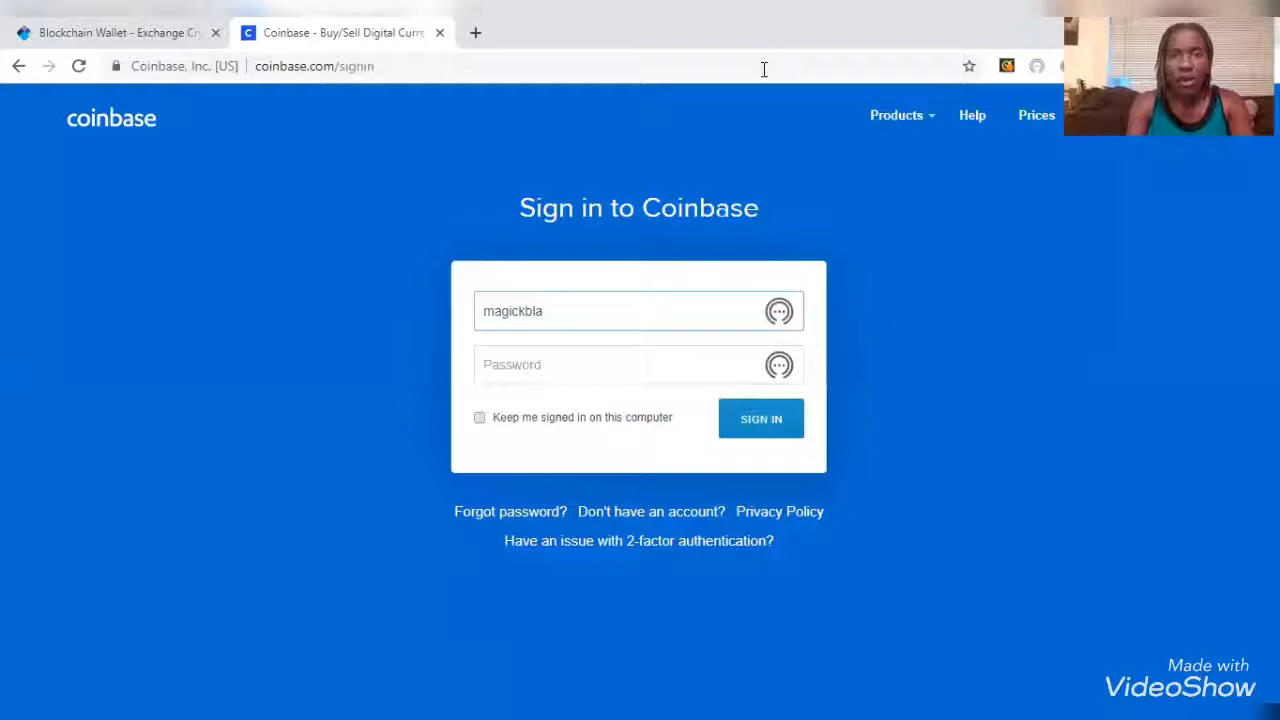 Blockchain Wallet - Exchange Cr
Coinbase - Buy/Sell Digital Curre
Coinbase, Inc. [US] | coinbase.com/signin
coinbase
Products Help Prices
Sign in to Coinbase
magickbla
Password
Keep me signed in on this computer
SIGN IN
Forgot password? Don't have an account? Privacy Policy
Have an issue with 2-factor authentication?
Made with
VideoShow